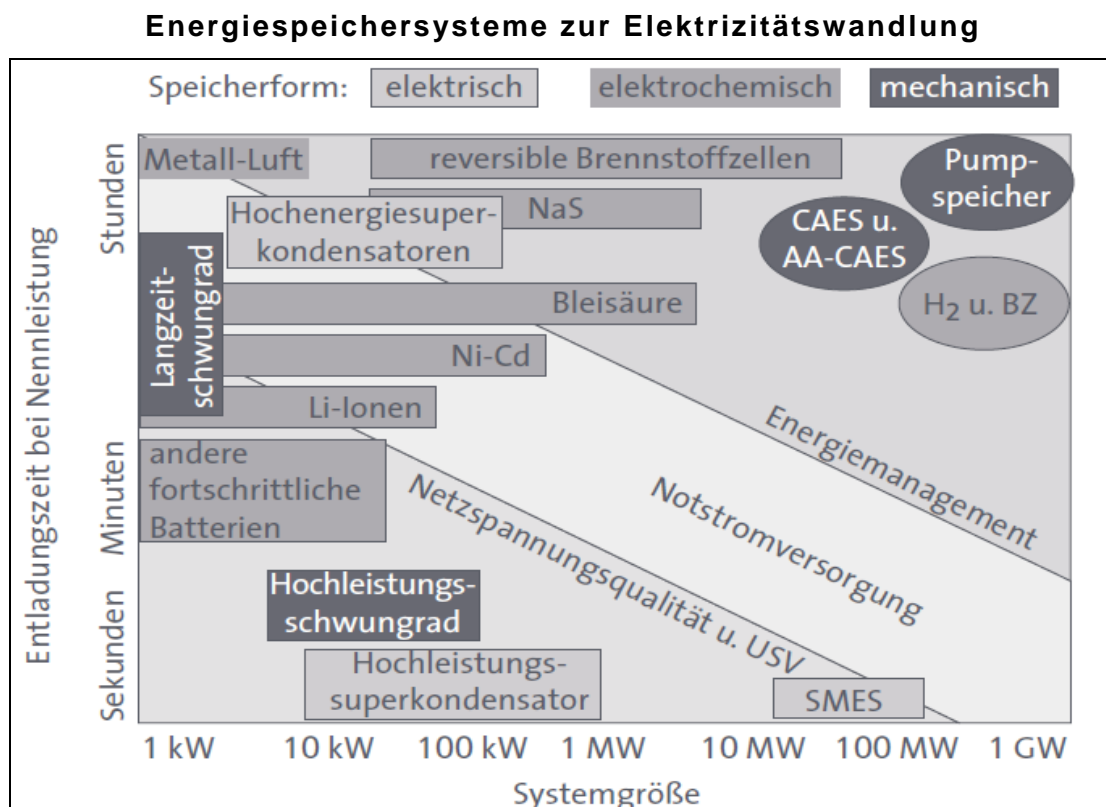 Energiespeichersysteme zur Elektrizitätswandlung
Speicherform: elektrisch elektrochemisch mechanisch
Entladungszeit bei Nennleistung
Stunden
Minuten
Sekunden
Metall-Luft
reversible Brennstoffzellen
Pump-
speicher
Hochenergiesuper-
kondensatoren
NaS
CAES u.
AA-CAES
Langzeit-
schwungrad
Bleisäure
H₂ u. BZ
Ni-Cd
Li-Ionen
andere
fortschrittliche
Batterien
Energiemanagement
Notstromversorgung
Netzspannungsqualität u. USV
Hochleistungs-
schwungrad
Hochleistungs-
superkondensator
SMES
1 kW 10 kW 100 kW 1 MW 10 MW 100 MW 1 GW
Systemgröße